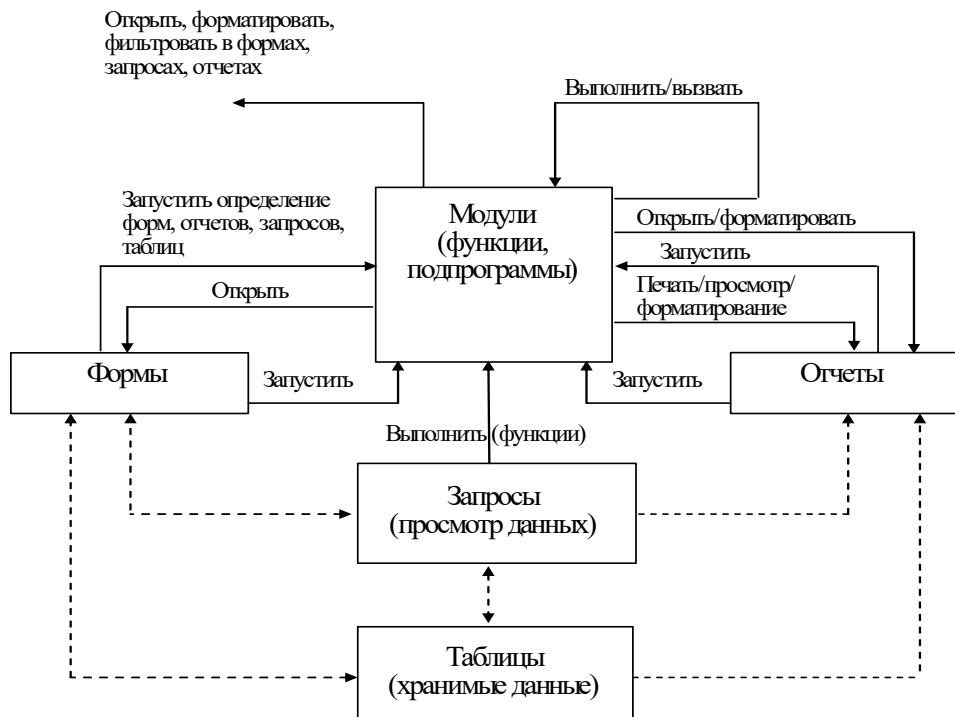 Открыть, форматировать,
фильтровать в формах,
запросах, отчетах
Выполнить/вызвать
Запустить определение
форм, отчетов, запросов,
таблиц
Модули
(функции,
подпрограммы)
Открыть/форматировать
Запустить
Печать/просмотр/
форматирование
Открыть
Формы
Запустить
Запустить
Отчеты
Выполнить (функции)
Запросы
(просмотр данных)
Таблицы
(хранимые данные)